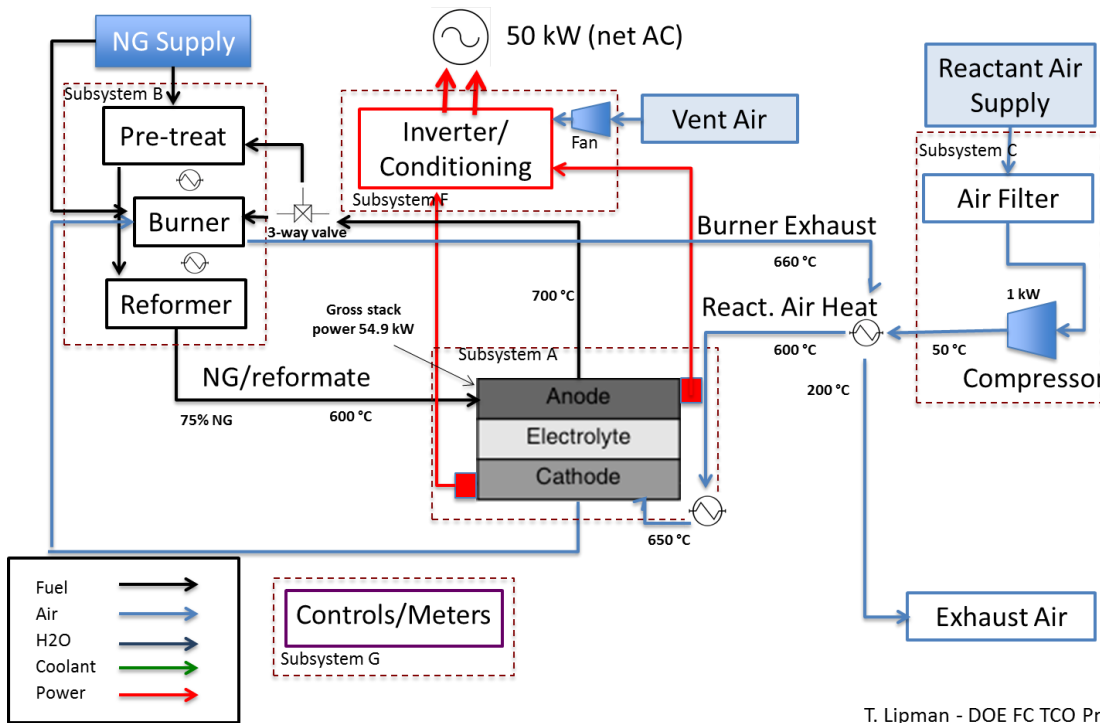 NG Supply
50 kW (net AC)
Reactant Air
Supply
Subsystem B
Subsystem C
Pre-treat
Inverter/
Conditioning
Fan
Vent Air
Air Filter
Subsystem F
Burner
3-way valve
Burner Exhaust
660 °C
Reformer
700 °C
React. Air Heat
1 kW
Gross stack
power 54.9 kW
600 °C
50 °C
Compressor
Subsystem A
NG/reformate
200 °C
75% NG
600 °C
Anode
Electrolyte
Cathode
650 °C
Fuel
Air
H2O
Coolant
Power
Controls/Meters
Subsystem G
Exhaust Air
T. Lipman - DOE FC TCO Pr